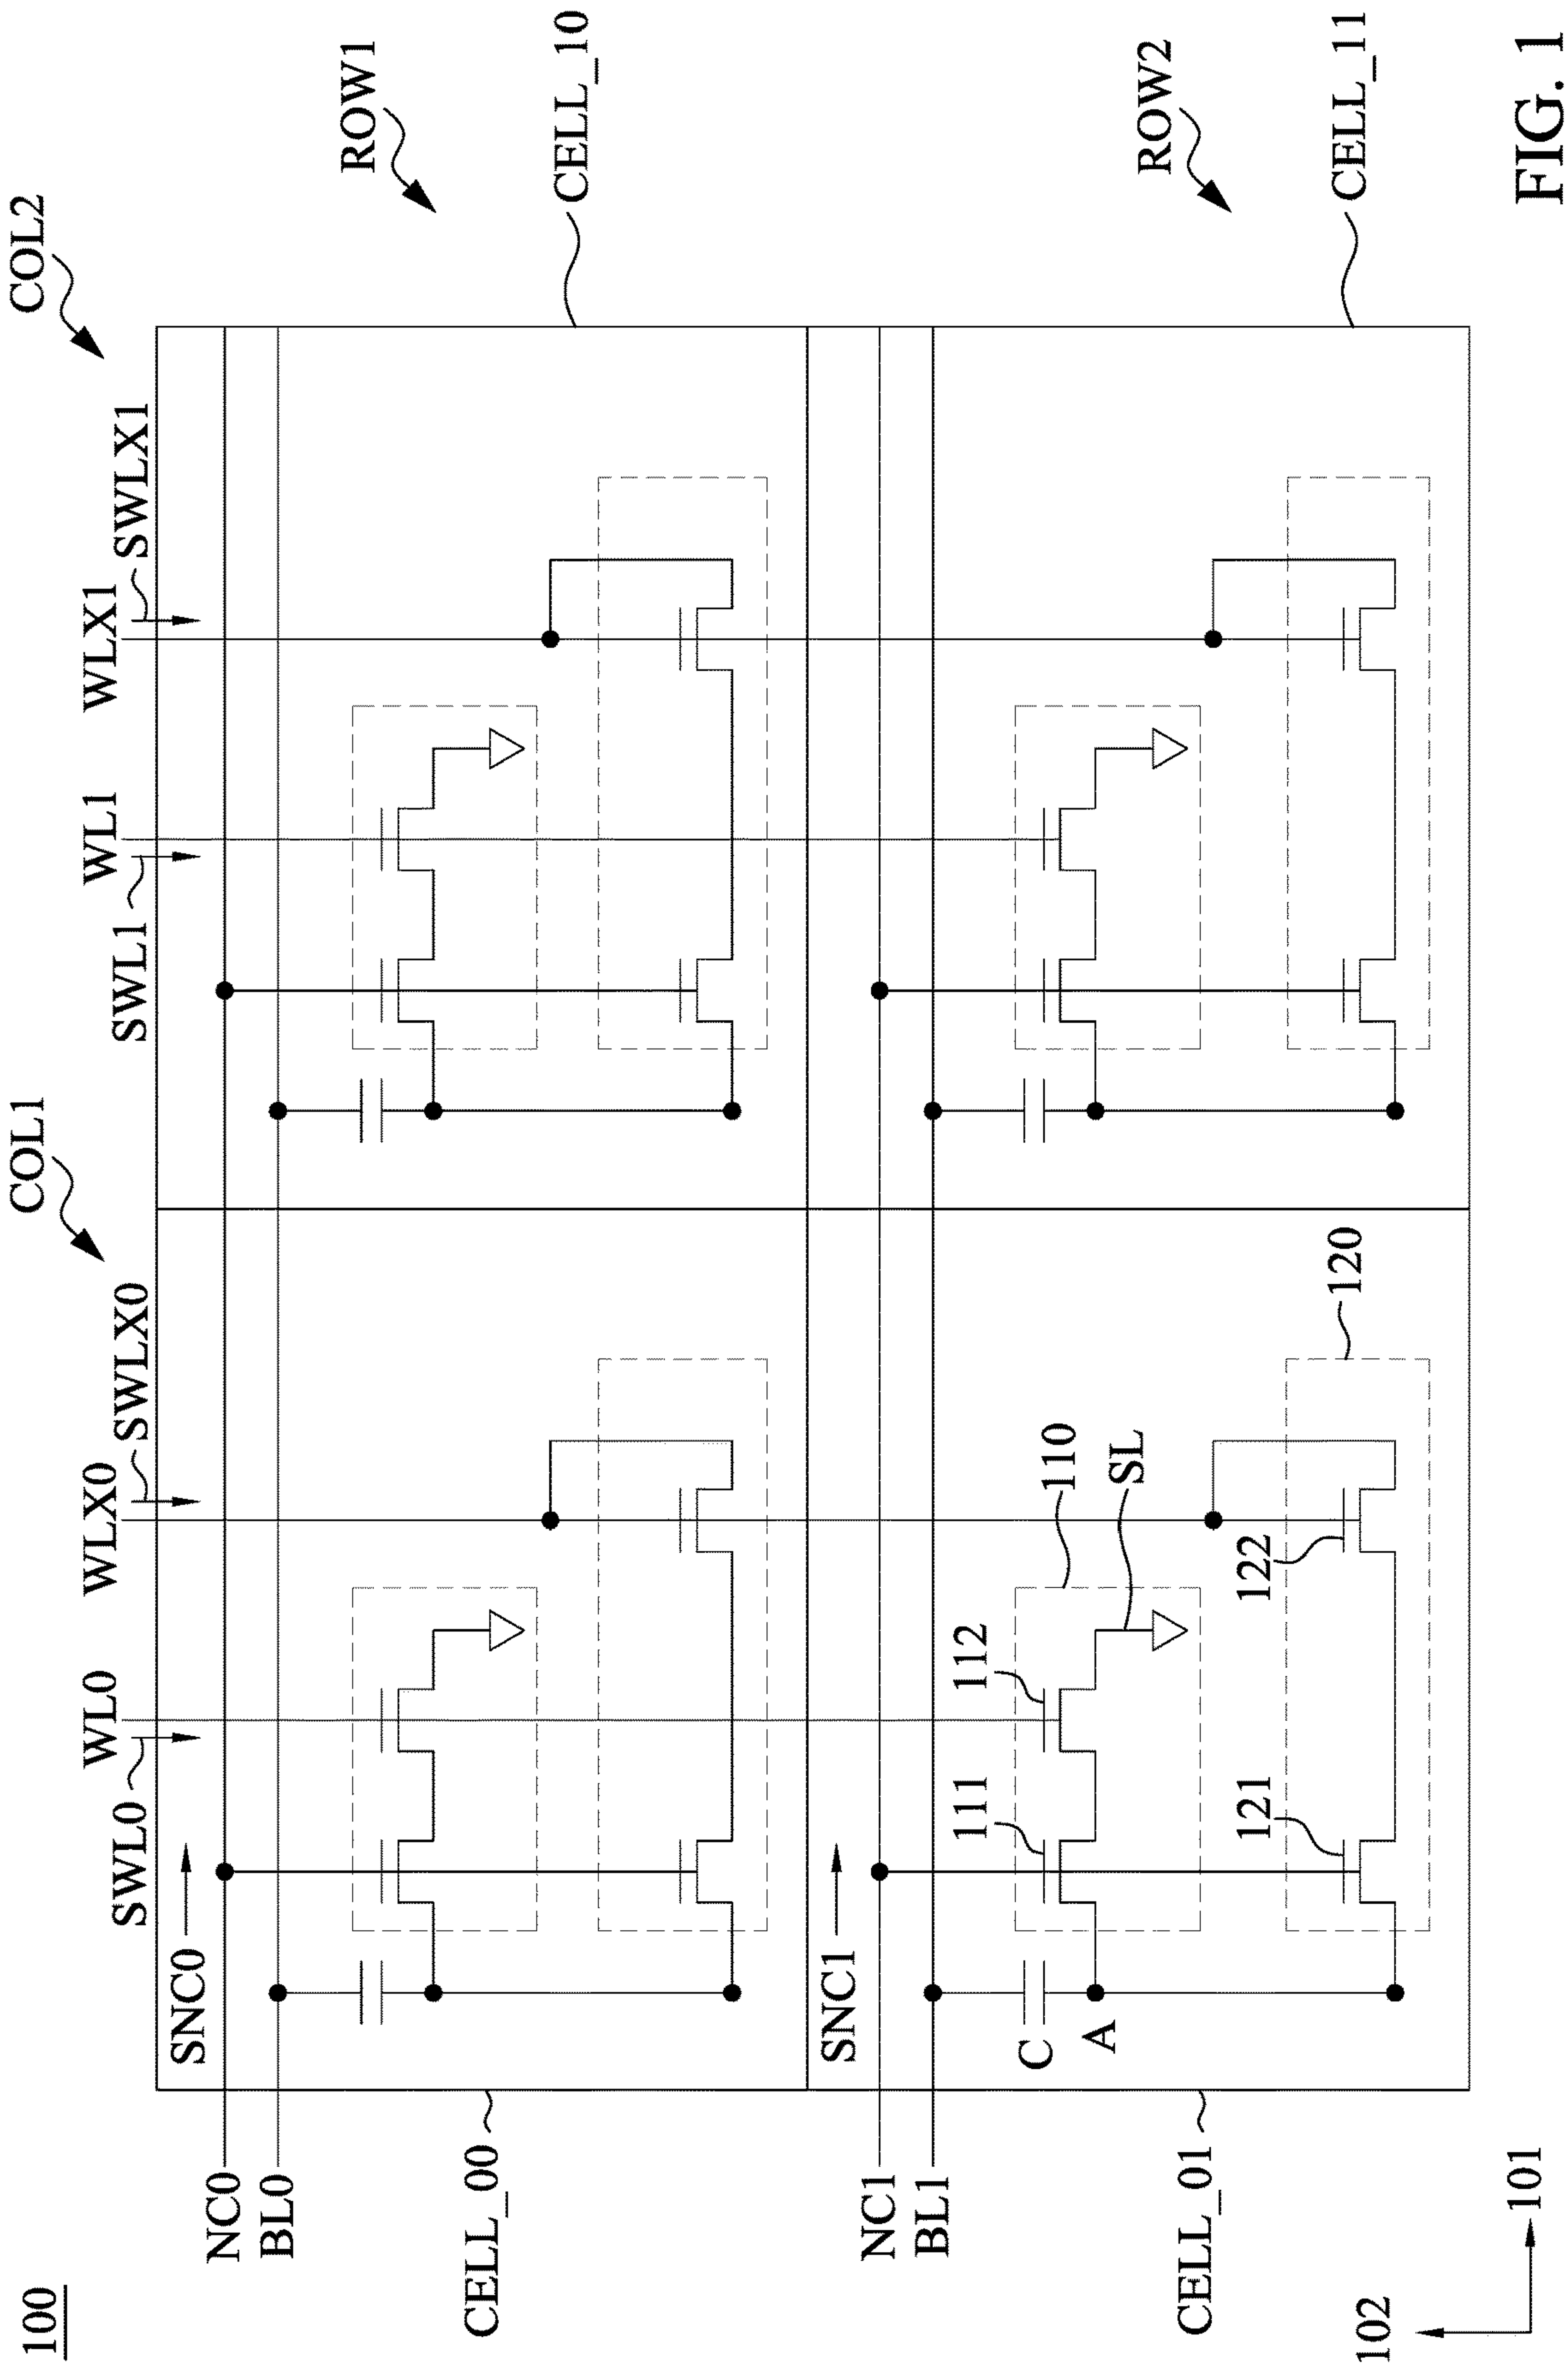 100
COL1
COL2
SWL0
WL0
WLX0
SWLX0
SWL1
WL1
WLX1
SWLX1
SNC0
NC0
BL0
ROW1
CELL_00
CELL_10
SNC1
NC1
BL1
111
112
110
C
A
SL
ROW2
121
122
120
CELL_01
CELL_11
102
101
FIG. 1